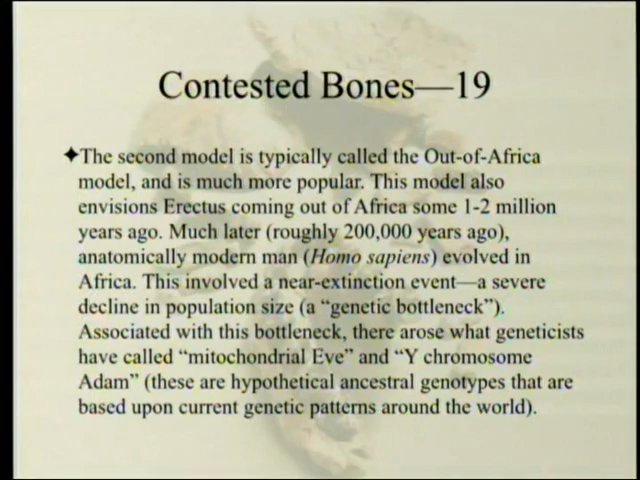 Contested Bones—19
✦The second model is typically called the Out-of-Africa
model, and is much more popular. This model also
envisions Erectus coming out of Africa some 1-2 million
years ago. Much later (roughly 200,000 years ago),
anatomically modern man (Homo sapiens) evolved in
Africa. This involved a near-extinction event—a severe
decline in population size (a “genetic bottleneck”).
Associated with this bottleneck, there arose what geneticists
have called “mitochondrial Eve” and “Y chromosome
Adam” (these are hypothetical ancestral genotypes that are
based upon current genetic patterns around the world).